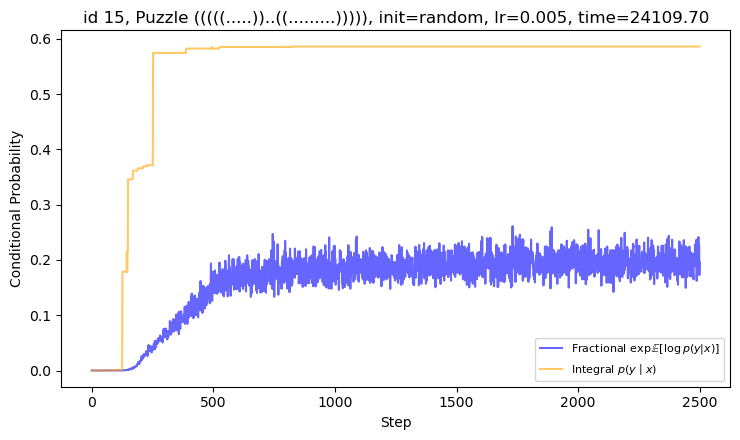 id 15, Puzzle (((((.....))..((.........))))), init=random, lr=0.005, time=24109.70
Conditional Probability
0.6
0.5
0.4
0.3
0.2
0.1
0.0
Fractional exp𝔼[log p(y|x)]
Integral p(y | x)
0 500 1000 1500 2000 2500
Step